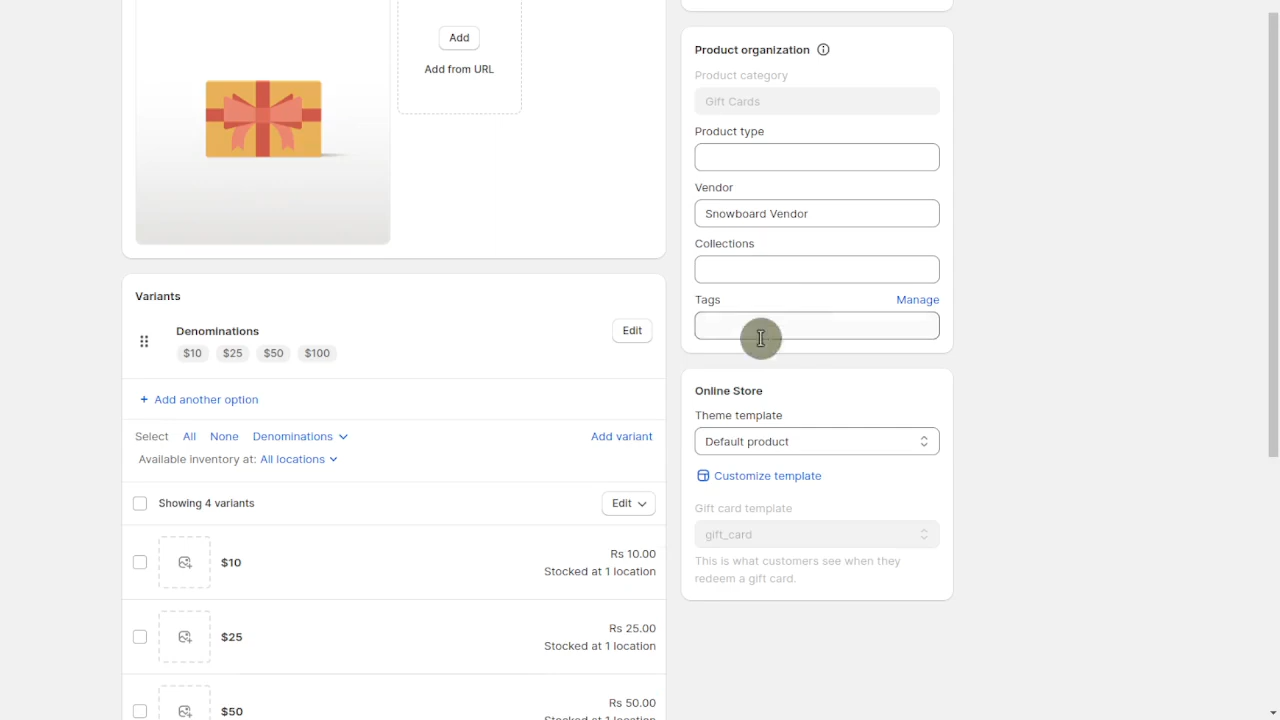 Add
Add from URL
Variants
Denominations
Edit
$10 $25 $50 $100
+ Add another option
Select All None Denominations
Add variant
Available inventory at: All locations
Showing 4 variants
Edit
$10
Rs 10.00
Stocked at 1 location
$25
Rs 25.00
Stocked at 1 location
$50
Rs 50.00
Stocked at 1 location
Product organization
Product category
Gift Cards
Product type
Vendor
Snowboard Vendor
Collections
Tags
Manage
Online Store
Theme template
Default product
Customize template
Gift card template
gift_card
This is what customers see when they
redeem a gift card.